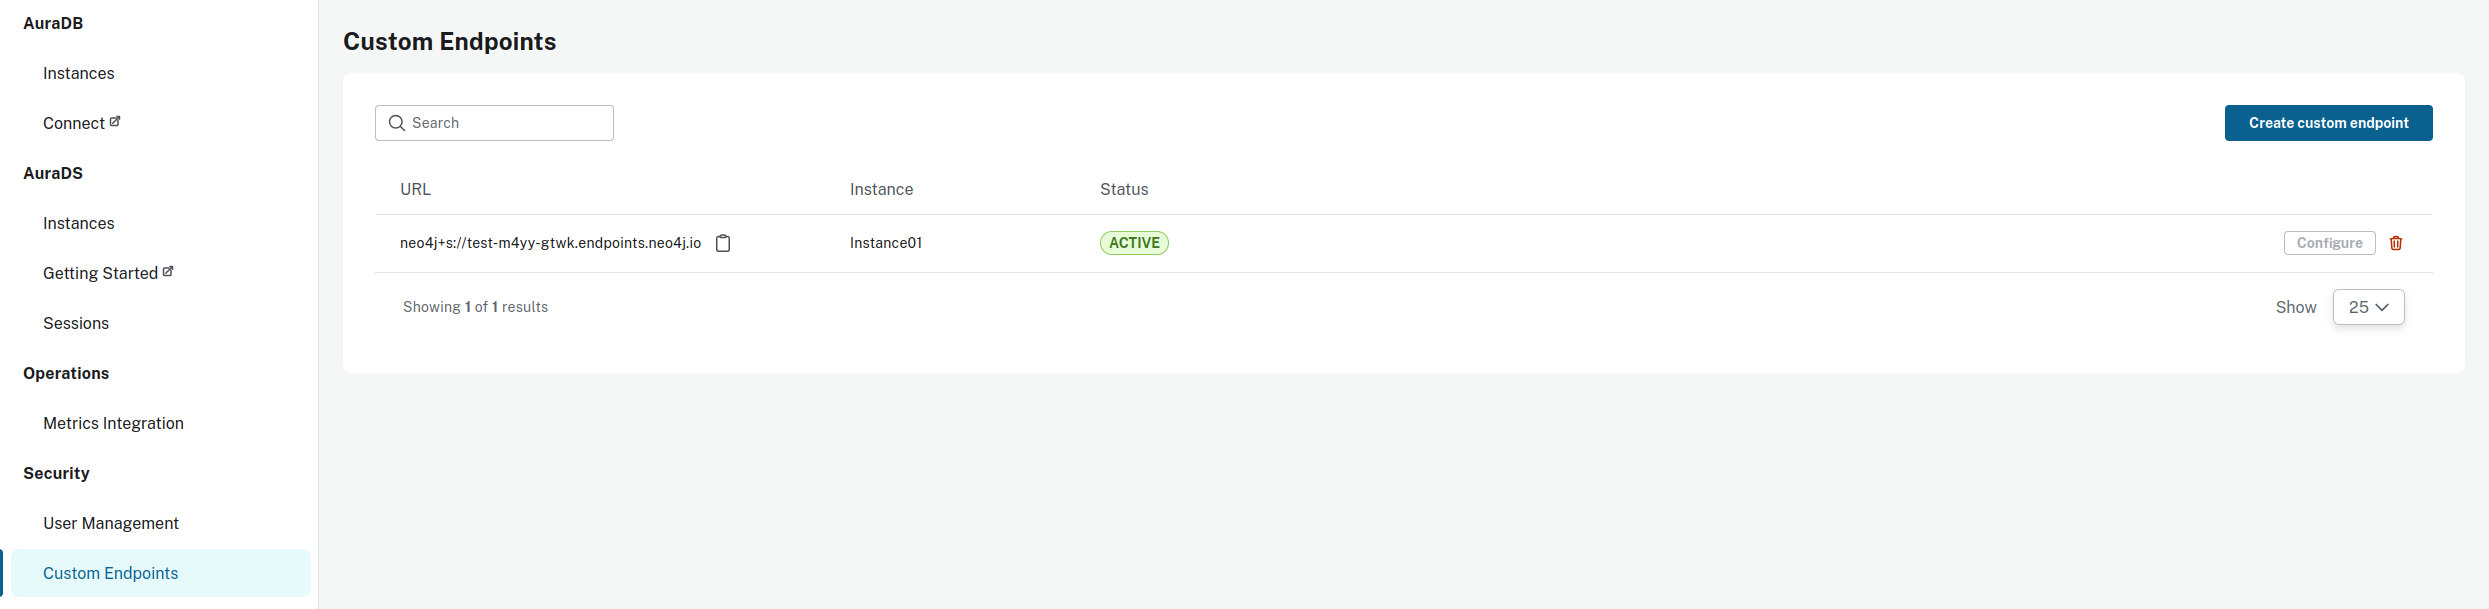 AuraDB
Instances
Connect
AuraDS
Instances
Getting Started
Sessions
Operations
Metrics Integration
Security
User Management
Custom Endpoints
Custom Endpoints
Search
Create custom endpoint
URL Instance Status
neo4j+s://test-m4yy-gtwk.endpoints.neo4j.io Instance01 ACTIVE Configure
Showing 1 of 1 results
Show 25